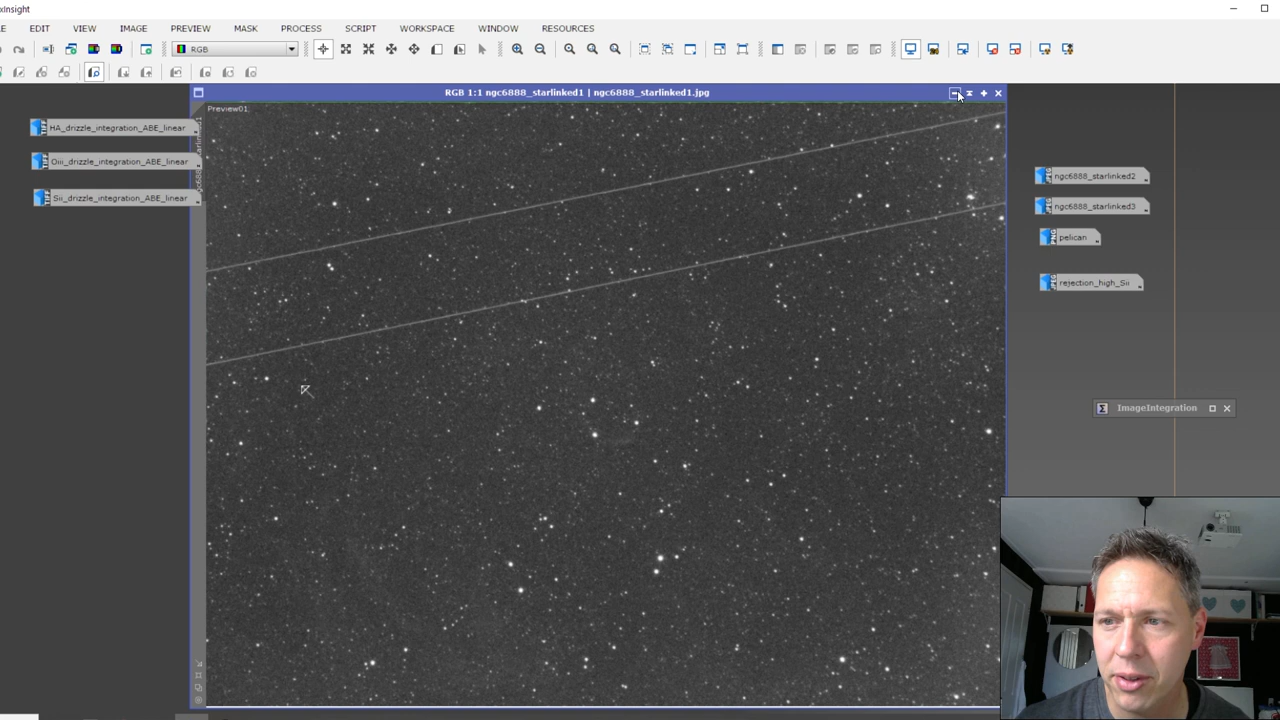 xInsight
LE EDIT VIEW IMAGE PREVIEW MASK PROCESS SCRIPT WORKSPACE WINDOW RESOURCES
RGB
RGB 1:1 ngc6888_starlinked1 | ngc6888_starlinked1.jpg
Preview01
HA_drizzle_integration_ABE_linear
Oiii_drizzle_integration_ABE_linear
Sii_drizzle_integration_ABE_linear
ngc6888_starlinked2
ngc6888_starlinked3
pelican
rejection_high_Sii
ImageIntegration